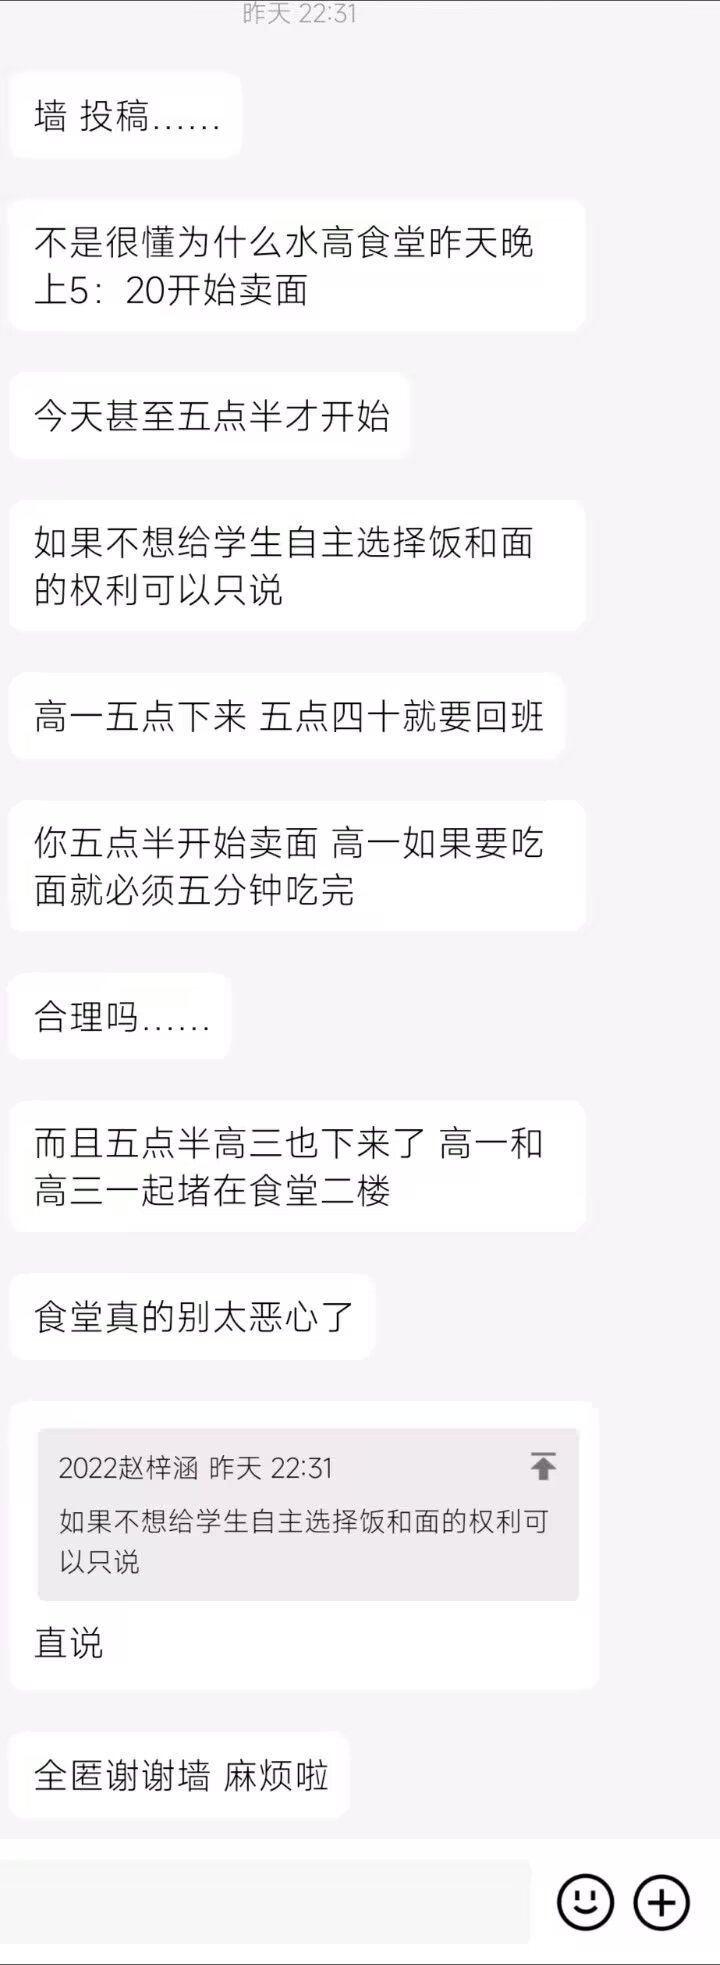 昨天 22:31
墙 投稿......
不是很懂为什么水高食堂昨天晚
上5：20开始卖面
今天甚至五点半才开始
如果不想给学生自主选择饭和面
的权利可以只说
高一五点下来 五点四十就要回班
你五点半开始卖面 高一如果要吃
面就必须五分钟吃完
合理吗......
而且五点半高三也下来了 高一和
高三一起堵在食堂二楼
食堂真的别太恶心了
2022赵梓涵 昨天 22:31
如果不想给学生自主选择饭和面的权利可
以只说
直说
全匿谢谢墙 麻烦啦